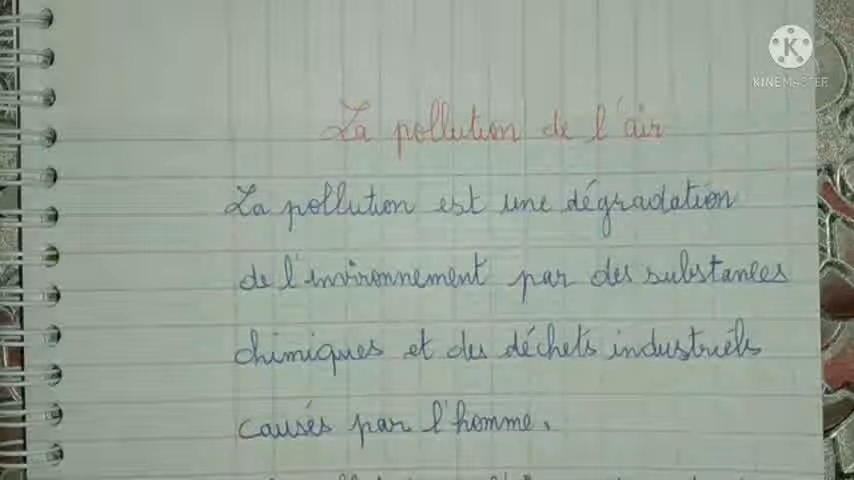 K
KINEMASTER
La pollution de l'air
La pollution est une dégradation
de l'environnement par des substances
chimiques et des déchets industriels
causés par l'homme.